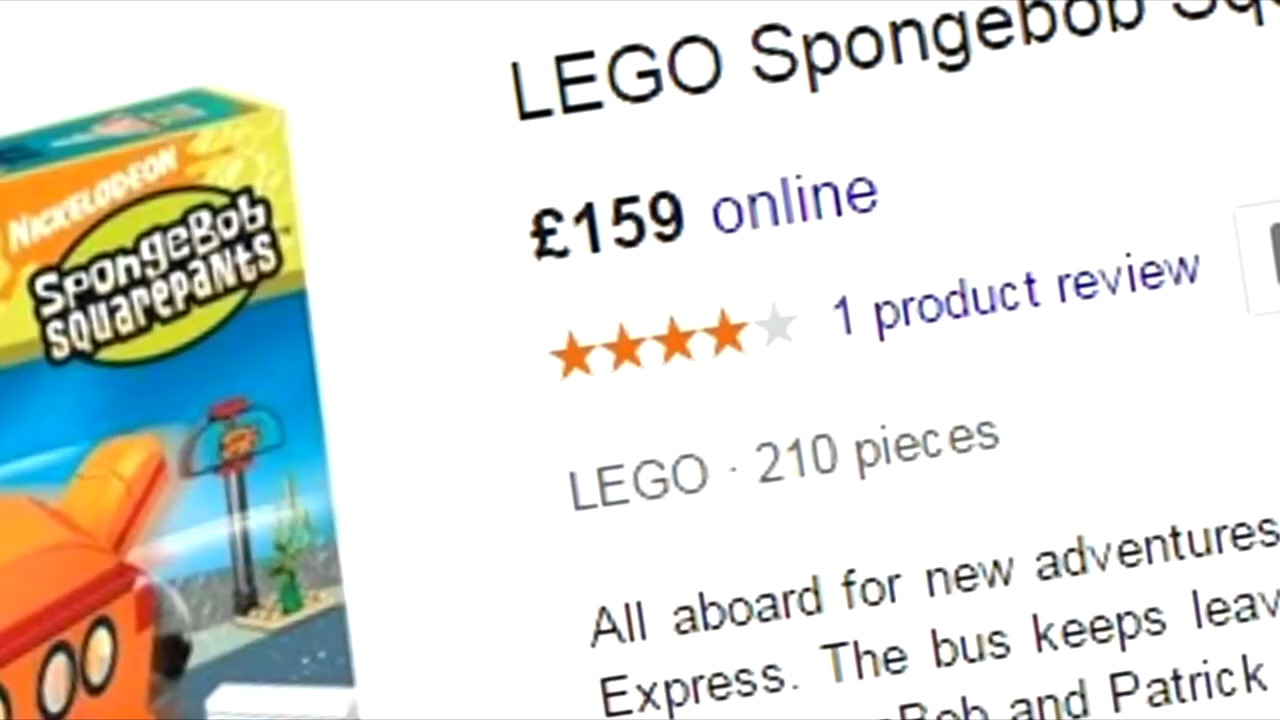 LEGO Spongebob
NICKELODEON
SpongeBob
squarepants
£159 online
1 product review
LEGO · 210 pieces
All aboard for new adventures
Express. The bus keeps
and Patrick